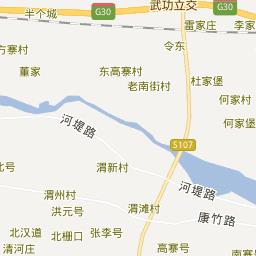 半个城
G30
武功立交
G30
雷家庄
李家
令东
方寨村
董家
东高寨村
老南街村
杜家堡
何家村
何家堡
河堤路
S107
北号
渭新村
河堤路
渭州村
洪元号
渭滩村
康竹路
北汉道
北栅口
张李号
清河庄
高寨号
北寨